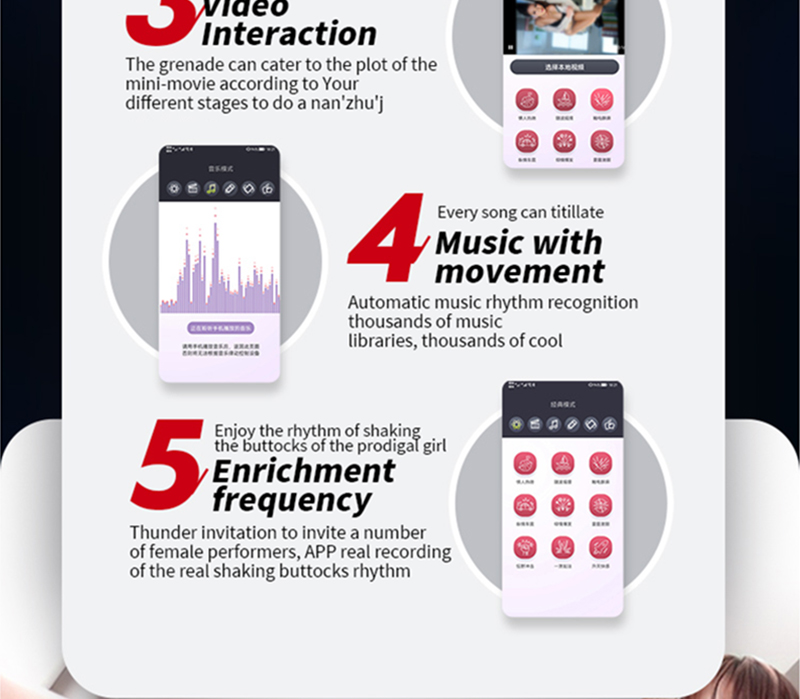 3
Video
Interaction
The grenade can cater to the plot of the
mini-movie according to Your
different stages to do a nan'zhu'j
选择本地视频
音乐模式
4
Every song can titillate
Music with
movement
Automatic music rhythm recognition
thousands of music
libraries, thousands of cool
5
Enjoy the rhythm of shaking
the buttocks of the prodigal girl
Enrichment
frequency
Thunder invitation to invite a number
of female performers, APP real recording
of the real shaking buttocks rhythm
经典模式